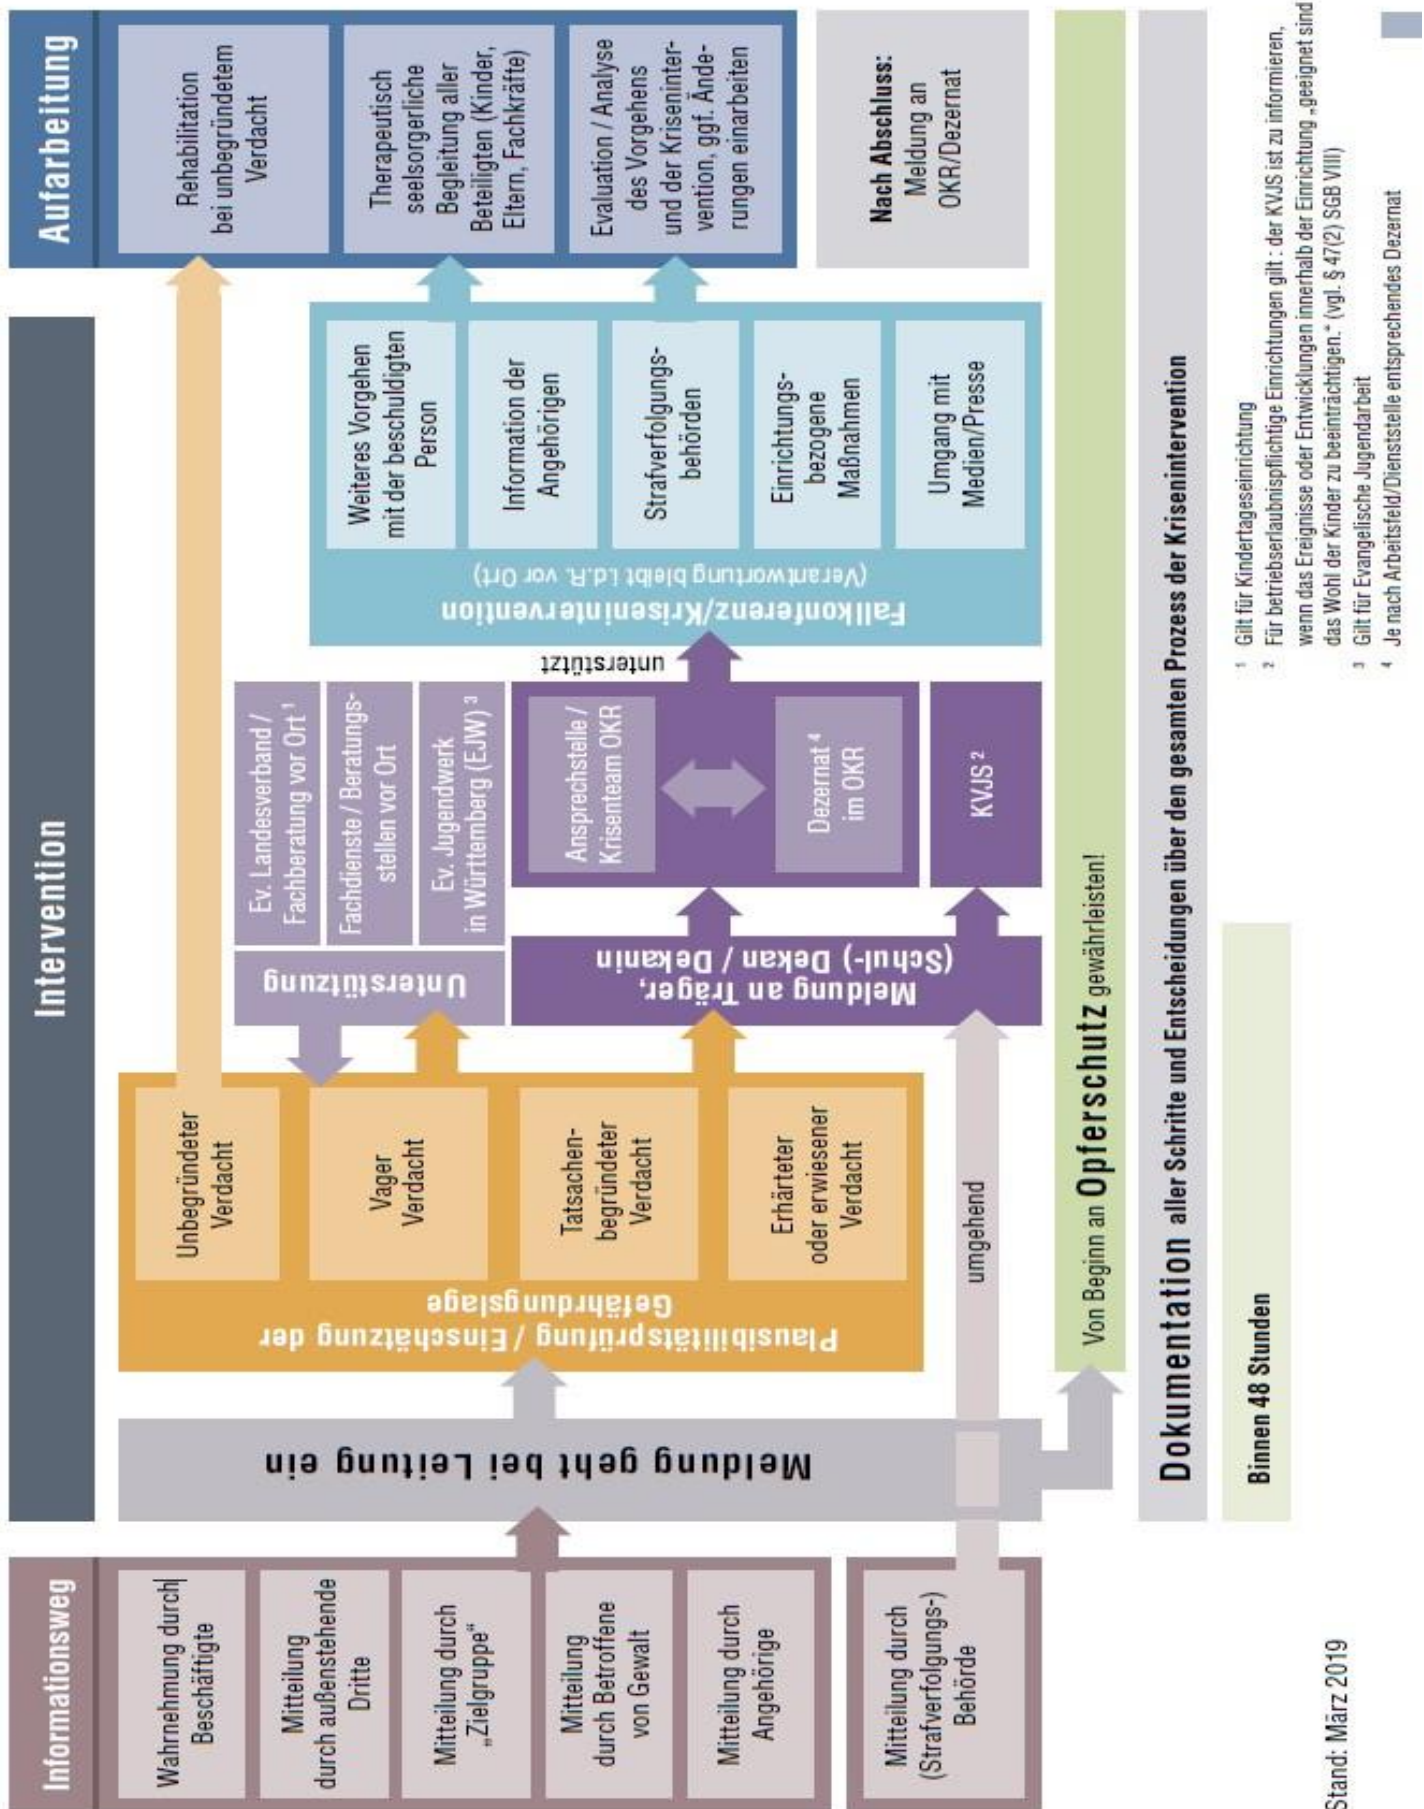 Informationsweg
Wahrnehmung durch
Beschäftigte
Mitteilung
durch außenstehende
Dritte
Mitteilung durch
„Zielgruppe“
Mitteilung
durch Betroffene
von Gewalt
Mitteilung durch
Angehörige
Mitteilung durch
(Strafverfolgungs-)
Behörde
Intervention
Meldung geht bei Leitung ein
Plausibilitätsprüfung / Einschätzung der
Gefährdungslage
Unbegründeter
Verdacht
Vager
Verdacht
Tatsachen-
begründeter
Verdacht
Erhärteter
oder erwiesener
Verdacht
umgehend
Unterstützung
Ev. Landesverband /
Fachberatung vor Ort ¹
Fachdienste / Beratungs-
stellen vor Ort
Ev. Jugendwerk
in Württemberg (EJW) ³
Meldung an Träger,
(Schul-) Dekan / Dekanin
Ansprechstelle /
Krisenteam OKR
Dezernat ⁴
im OKR
KVJS ²
unterstützt
Fallkonferenz/Krisenintervention
(Verantwortung bleibt i.d.R. vor Ort)
Weiteres Vorgehen
mit der beschuldigten
Person
Information der
Angehörigen
Strafverfolgungs-
behörden
Einrichtungs-
bezogene
Maßnahmen
Umgang mit
Medien/Presse
Aufarbeitung
Rehabilitation
bei unbegründetem
Verdacht
Therapeutisch
seelsorgerliche
Begleitung aller
Beteiligten (Kinder,
Eltern, Fachkräfte)
Evaluation / Analyse
des Vorgehens
und der Kriseninter-
vention, ggf. Ände-
rungen einarbeiten
Nach Abschluss:
Meldung an
OKR/Dezernat
Von Beginn an Opferschutz gewährleisten!
Dokumentation aller Schritte und Entscheidungen über den gesamten Prozess der Krisenintervention
Binnen 48 Stunden
¹ Gilt für Kindertageseinrichtung
² Für betriebserlaubnispflichtige Einrichtungen gilt : der KVJS ist zu informieren,
wenn das Ereignisse oder Entwicklungen innerhalb der Einrichtung „geeignet sind
das Wohl der Kinder zu beeinträchtigen.“ (vgl. § 47(2) SGB VIII)
³ Gilt für Evangelische Jugendarbeit
⁴ Je nach Arbeitsfeld/Dienststelle entsprechendes Dezernat
Stand: März 2019